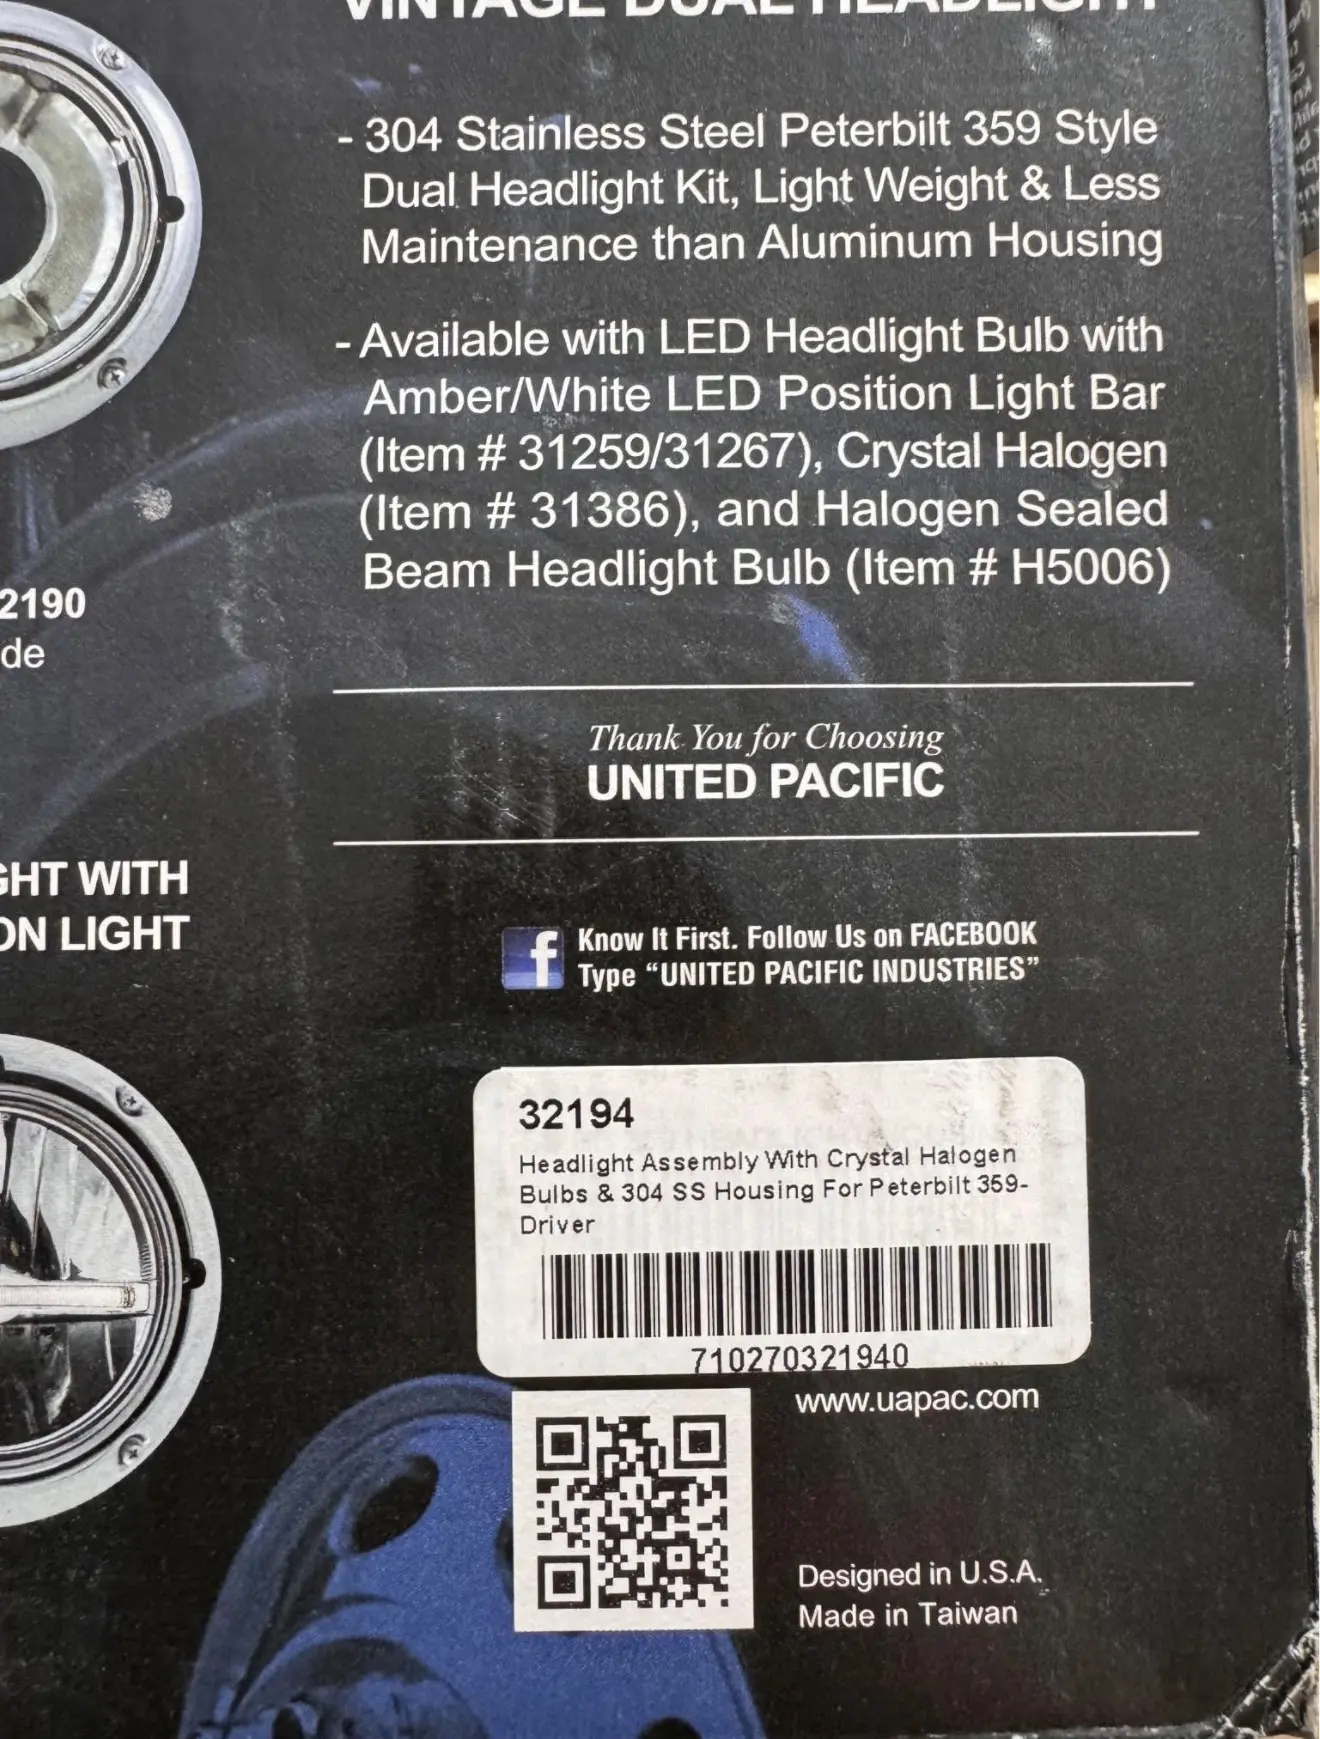 VINTAGE DUAL HEADLIGHT
- 304 Stainless Steel Peterbilt 359 Style
Dual Headlight Kit, Light Weight & Less
Maintenance than Aluminum Housing
- Available with LED Headlight Bulb with
Amber/White LED Position Light Bar
(Item # 31259/31267), Crystal Halogen
(Item # 31386), and Halogen Sealed
Beam Headlight Bulb (Item # H5006)
2190
de
Thank You for Choosing
UNITED PACIFIC
GHT WITH
ON LIGHT
f
Know It First. Follow Us on FACEBOOK
Type “UNITED PACIFIC INDUSTRIES”
32194
Headlight Assembly With Crystal Halogen
Bulbs & 304 SS Housing For Peterbilt 359-
Driver
710270321940
www.uapac.com
Designed in U.S.A.
Made in Taiwan